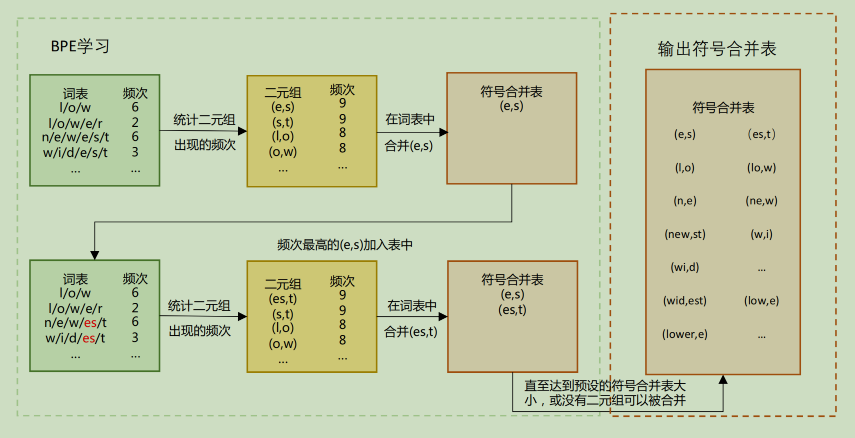 BPE学习
词表 频次
l/o/w 6
l/o/w/e/r 2
n/e/w/e/s/t 6
w/i/d/e/s/t 3
... ...
统计二元组
出现的频次
二元组 频次
(e,s) 9
(s,t) 9
(l,o) 8
(o,w) 8
... ...
在词表中
合并(e,s)
符号合并表
(e,s)
频次最高的(e,s)加入表中
词表 频次
l/o/w 6
l/o/w/e/r 2
n/e/w/es/t 6
w/i/d/es/t 3
... ...
统计二元组
出现的频次
二元组 频次
(es,t) 9
(s,t) 9
(l,o) 8
(o,w) 8
... ...
在词表中
合并(es,t)
符号合并表
(e,s)
(es,t)
直至达到预设的符号合并表大
小，或没有二元组可以被合并
输出符号合并表
符号合并表
(e,s) (es,t)
(l,o) (lo,w)
(n,e) (ne,w)
(new,st) (w,i)
(wi,d) ...
(wid,est) (low,e)
(lower,e) ...